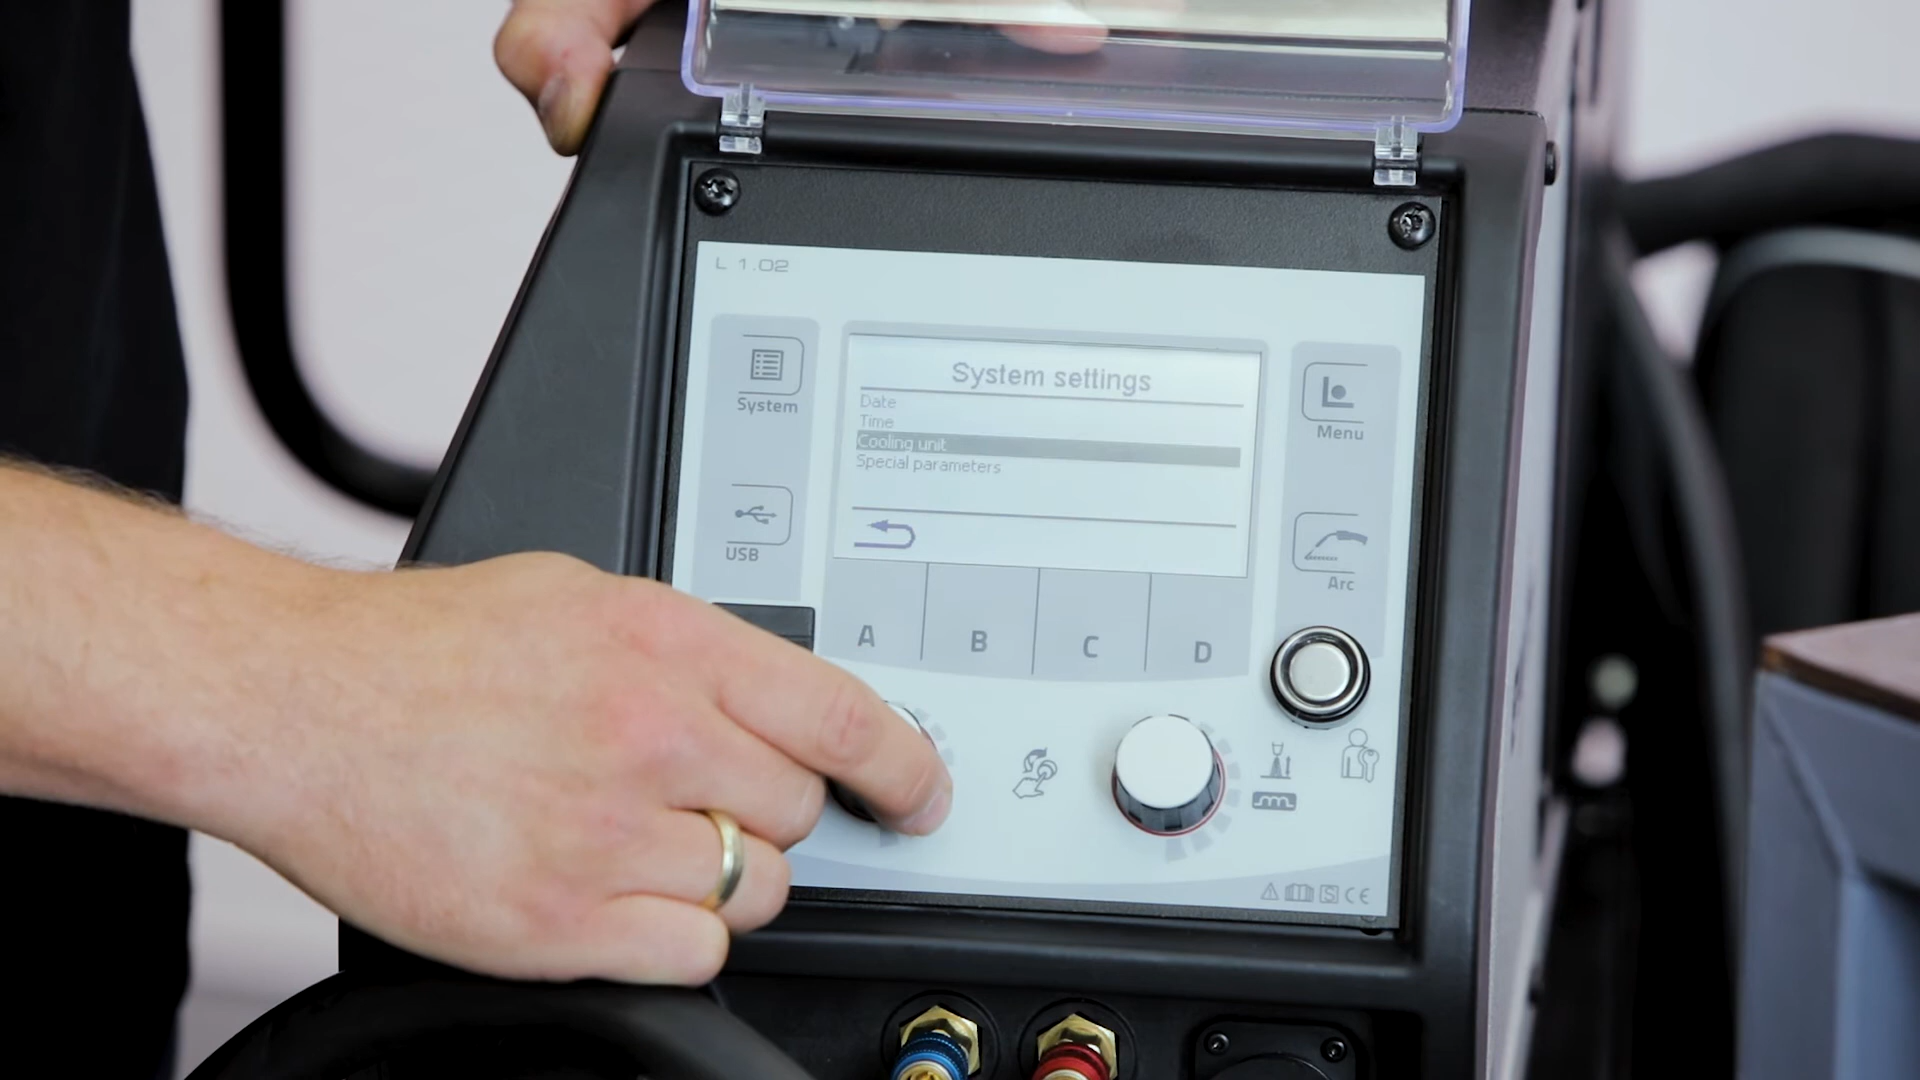 L 1.02
System
USB
System settings
Date
Time
Cooling unit
Special parameters
Menu
Arc
A B C D
S CE